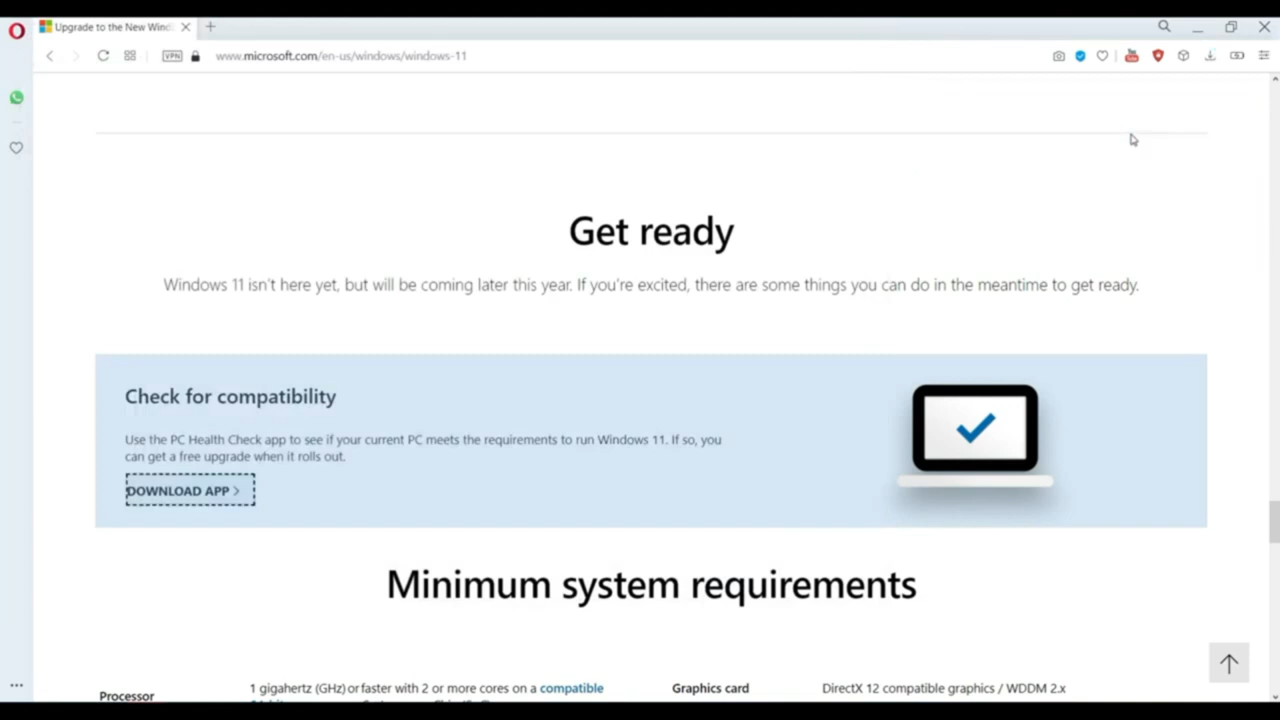 Upgrade to the New Wind
VPN
www.microsoft.com/en-us/windows/windows-11
Get ready
Windows 11 isn't here yet, but will be coming later this year. If you're excited, there are some things you can do in the meantime to get ready.
Check for compatibility
Use the PC Health Check app to see if your current PC meets the requirements to run Windows 11. If so, you
can get a free upgrade when it rolls out.
DOWNLOAD APP >
Minimum system requirements
Processor
1 gigahertz (GHz) or faster with 2 or more cores on a compatible
Graphics card
DirectX 12 compatible graphics / WDDM 2.x